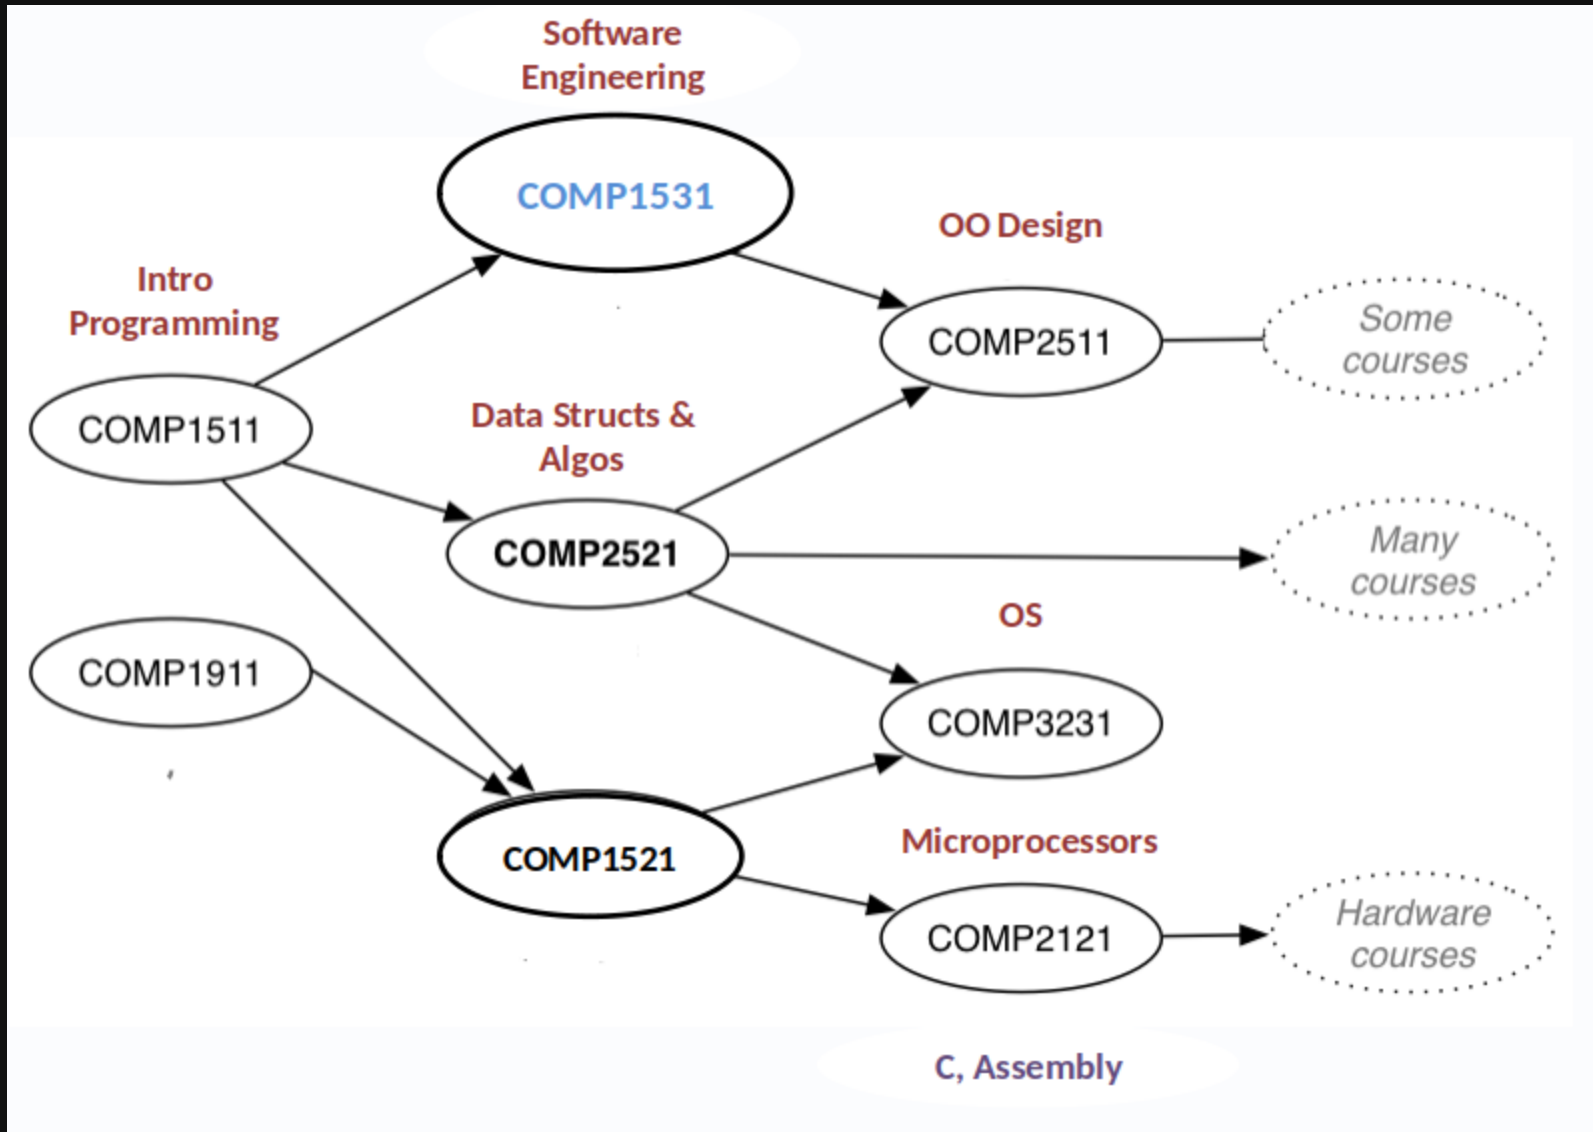 Software
Engineering
COMP1531
OO Design
Intro
Programming
COMP2511
Some
courses
COMP1511
Data Structs &
Algos
COMP2521
Many
courses
OS
COMP1911
COMP3231
Microprocessors
COMP1521
COMP2121
Hardware
courses
C, Assembly